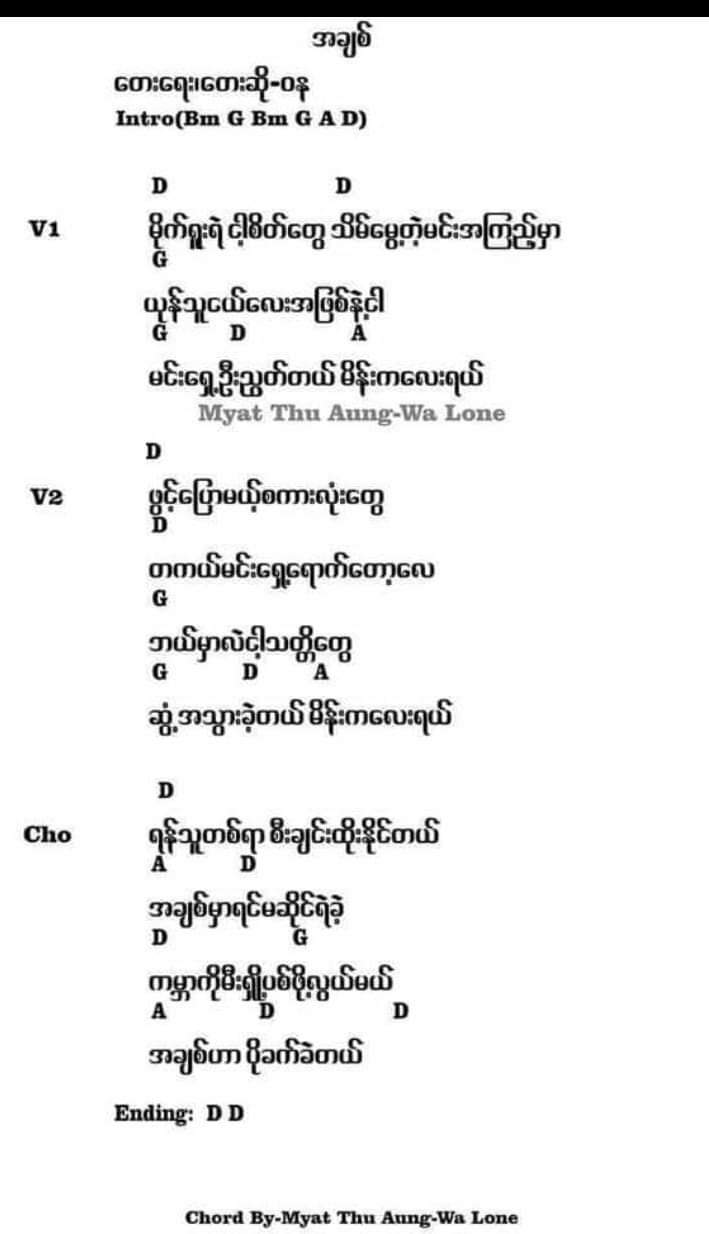 အချစ်
တေးရေး၊တေးဆို-ဝန
Intro(Bm G Bm G A D)
D D
V1 မိုက်ရူးရဲ ငါ့စိတ်တွေ သိမ်မွေ့တဲ့မင်းအကြည့်မှာ
G
ယုန်သူငယ်လေးအဖြစ်နဲ့ငါ
G D A
မင်းရှေ့ဦးညွတ်တယ် မိန်းကလေးရယ်
Myat Thu Aung-Wa Lone
D
V2 ဖွင့်ပြောမယ့်စကားလုံးတွေ
D
တကယ်မင်းရှေ့ရောက်တော့လေ
G
ဘယ်မှာလဲငါ့သတ္တိတွေ
G D A
ဆွံ့အသွားခဲ့တယ် မိန်းကလေးရယ်
D
Cho ရန်သူတစ်ရာ စီးချင်းထိုးနိုင်တယ်
A D
အချစ်မှာရင်မဆိုင်ရဲခဲ့
D G
ကမ္ဘာကိုမီးရှို့ပစ်ဖို့လွယ်မယ်
A D D
အချစ်ဟာ ပိုခက်ခဲတယ်
Ending: D D
Chord By-Myat Thu Aung-Wa Lone